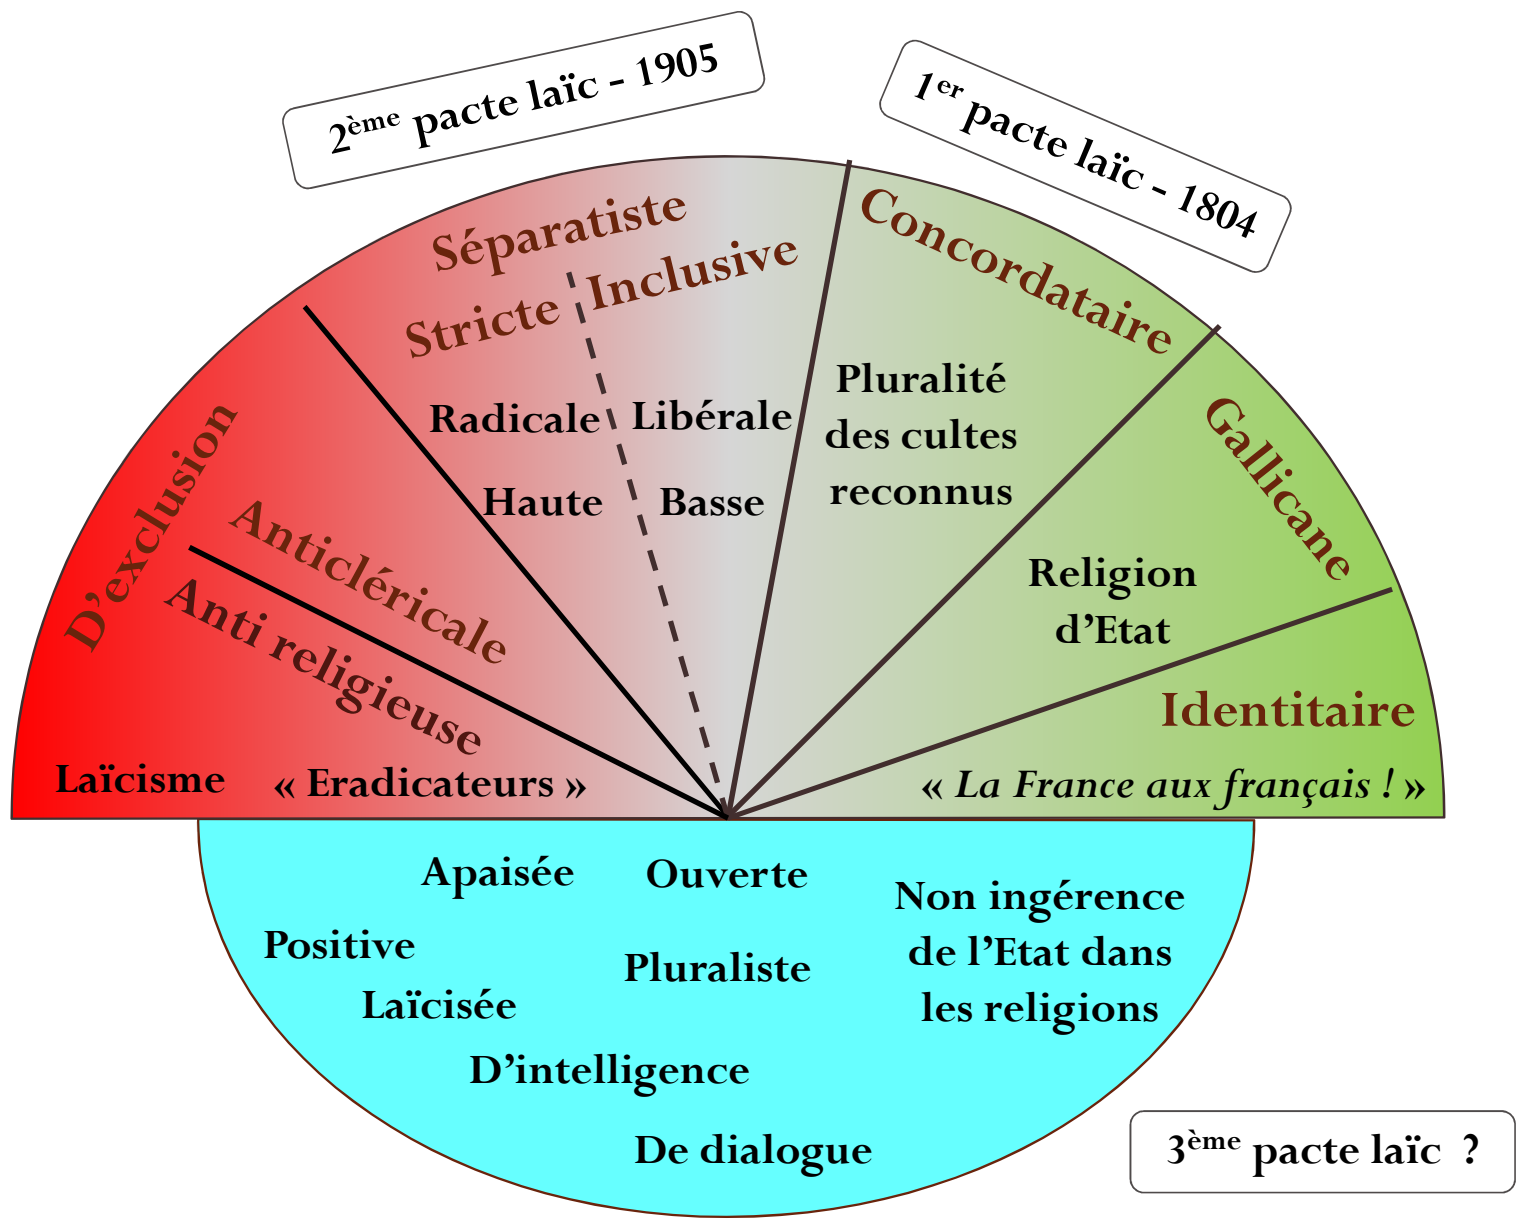 2ème pacte laïc - 1905
1er pacte laïc - 1804
Séparatiste
Stricte
Inclusive
Radicale
Libérale
Haute
Basse
Concordataire
Pluralité
des cultes
reconnus
Gallicane
Religion
d’Etat
D’exclusion
Anticléricale
Anti religieuse
Laïcisme
« Eradicateurs »
Identitaire
« La France aux français ! »
Apaisée
Ouverte
Non ingérence
de l’Etat dans
les religions
Positive
Pluraliste
Laïcisée
D’intelligence
De dialogue
3ème pacte laïc ?